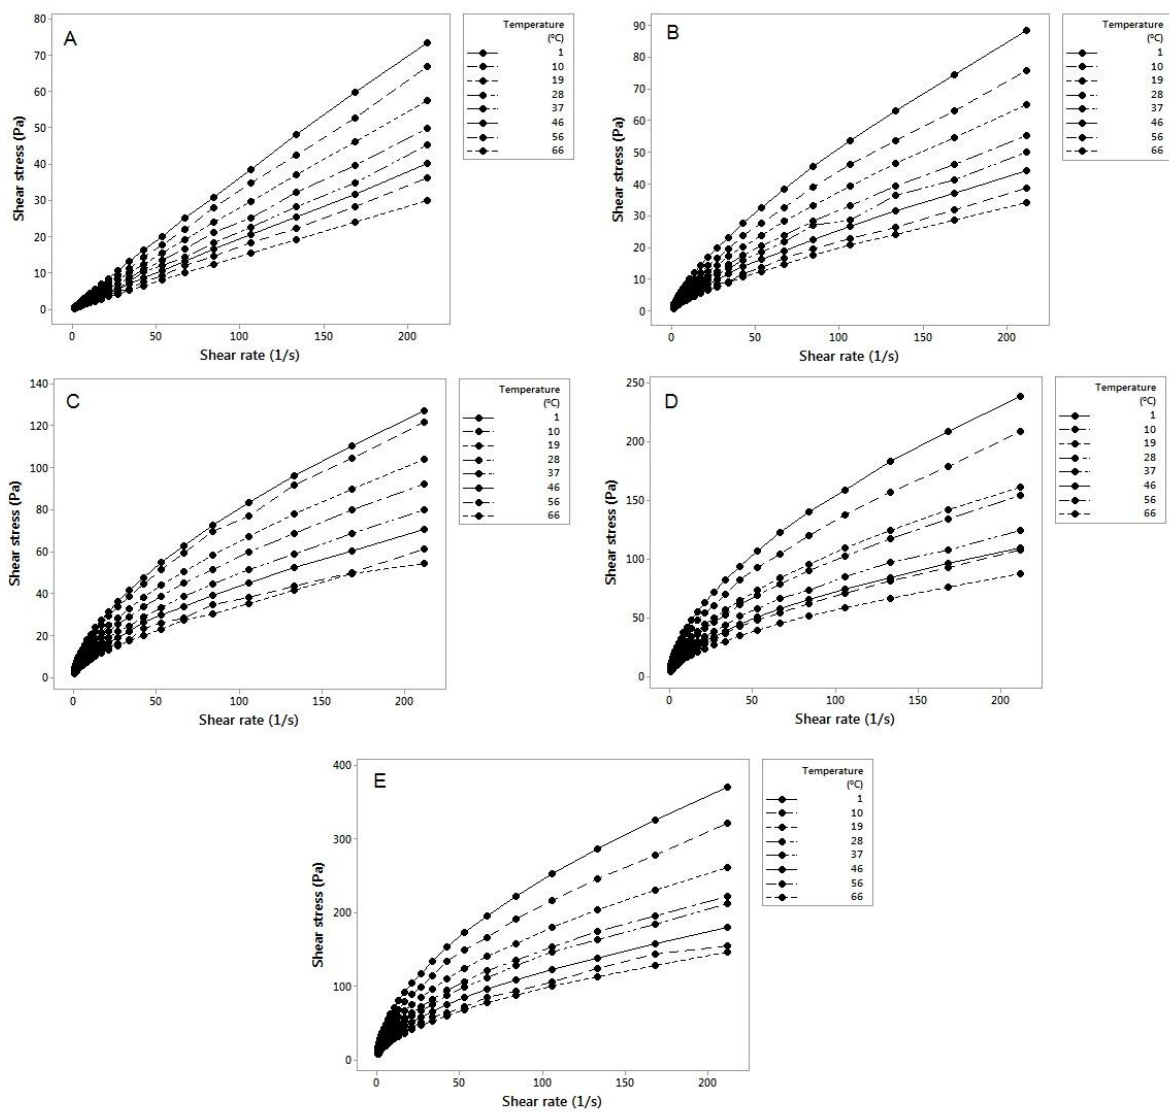 A
Shear stress (Pa)
80
70
60
50
40
30
20
10
0
0 50 100 150 200
Shear rate (1/s)
Temperature
(ºC)
1
10
19
28
37
46
56
66
B
Shear stress (Pa)
90
80
70
60
50
40
30
20
10
0
0 50 100 150 200
Shear rate (1/s)
Temperature
(ºC)
1
10
19
28
37
46
56
66
C
Shear stress (Pa)
140
120
100
80
60
40
20
0
0 50 100 150 200
Shear rate (1/s)
Temperature
(ºC)
1
10
19
28
37
46
56
66
D
Shear stress (Pa)
250
200
150
100
50
0
0 50 100 150 200
Shear rate (1/s)
Temperature
(ºC)
1
10
19
28
37
46
56
66
E
Shear stress (Pa)
400
300
200
100
0
0 50 100 150 200
Shear rate (1/s)
Temperature
(ºC)
1
10
19
28
37
46
56
66